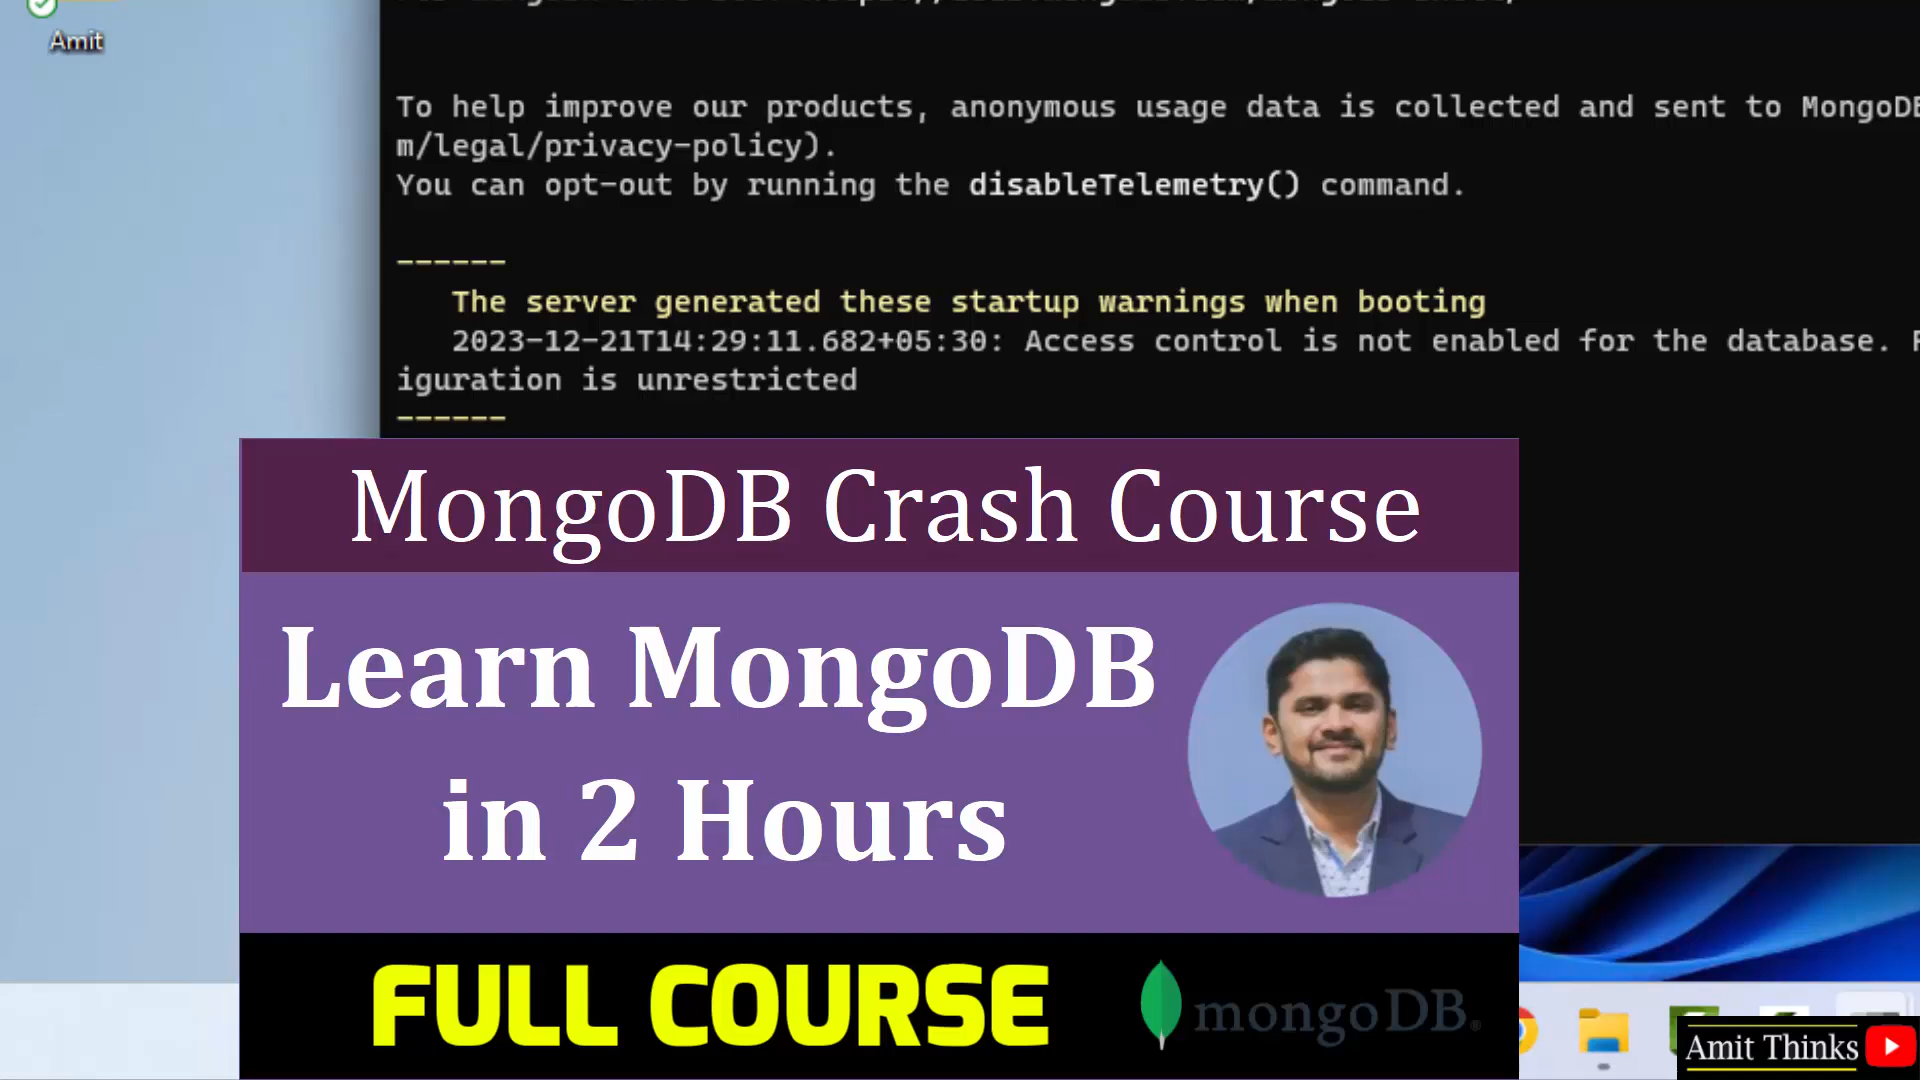 Amit
To help improve our products, anonymous usage data is collected and sent to MongoDB
m/legal/privacy-policy).
You can opt-out by running the disableTelemetry() command.
------
The server generated these startup warnings when booting
2023-12-21T14:29:11.682+05:30: Access control is not enabled for the database.
iguration is unrestricted
------
MongoDB Crash Course
Learn MongoDB
in 2 Hours
FULL COURSE
mongoDB®
Amit Thinks